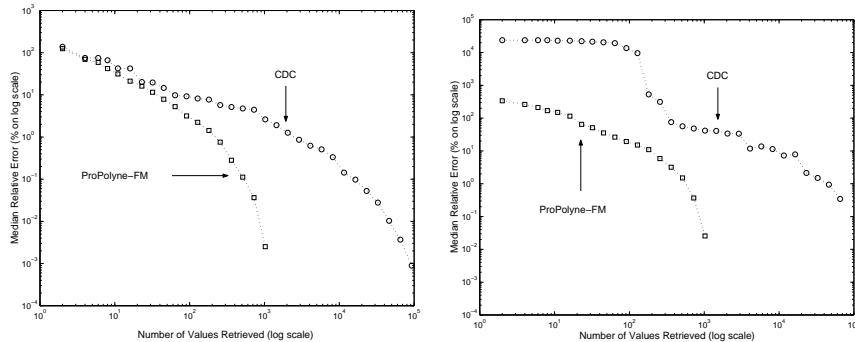 10^3
10^2
10^1
10^0
10^−1
10^−2
10^−3
10^−4
Median Relative Error (% on log scale)
CDC
ProPolyne−FM
10^0 10^1 10^2 10^3 10^4 10^5
Number of Values Retrieved (log scale)
10^5
10^4
10^3
10^2
10^1
10^0
10^−1
10^−2
10^−3
10^−4
Median Relative Error (% on log scale)
CDC
ProPolyne−FM
10^0 10^1 10^2 10^3 10^4 10^5
Number of Values Retrieved (log scale)